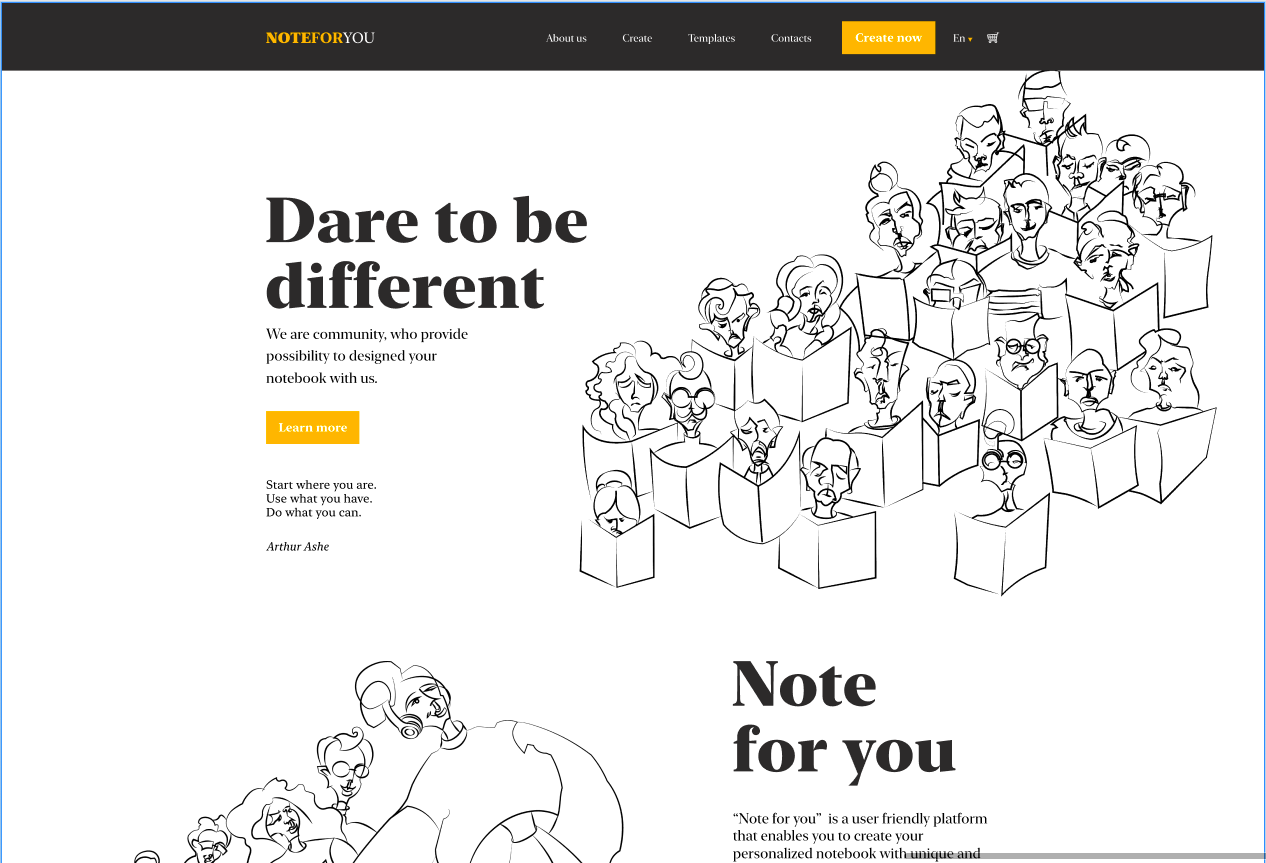 NOTEFORYOU
About us
Create
Templates
Contacts
Create now
En
Dare to be
different
We are community, who provide
possibility to designed your
notebook with us.
Learn more
Start where you are.
Use what you have.
Do what you can.
Arthur Ashe
Note
for you
“Note for you” is a user friendly platform
that enables you to create your
personalized notebook with unique and